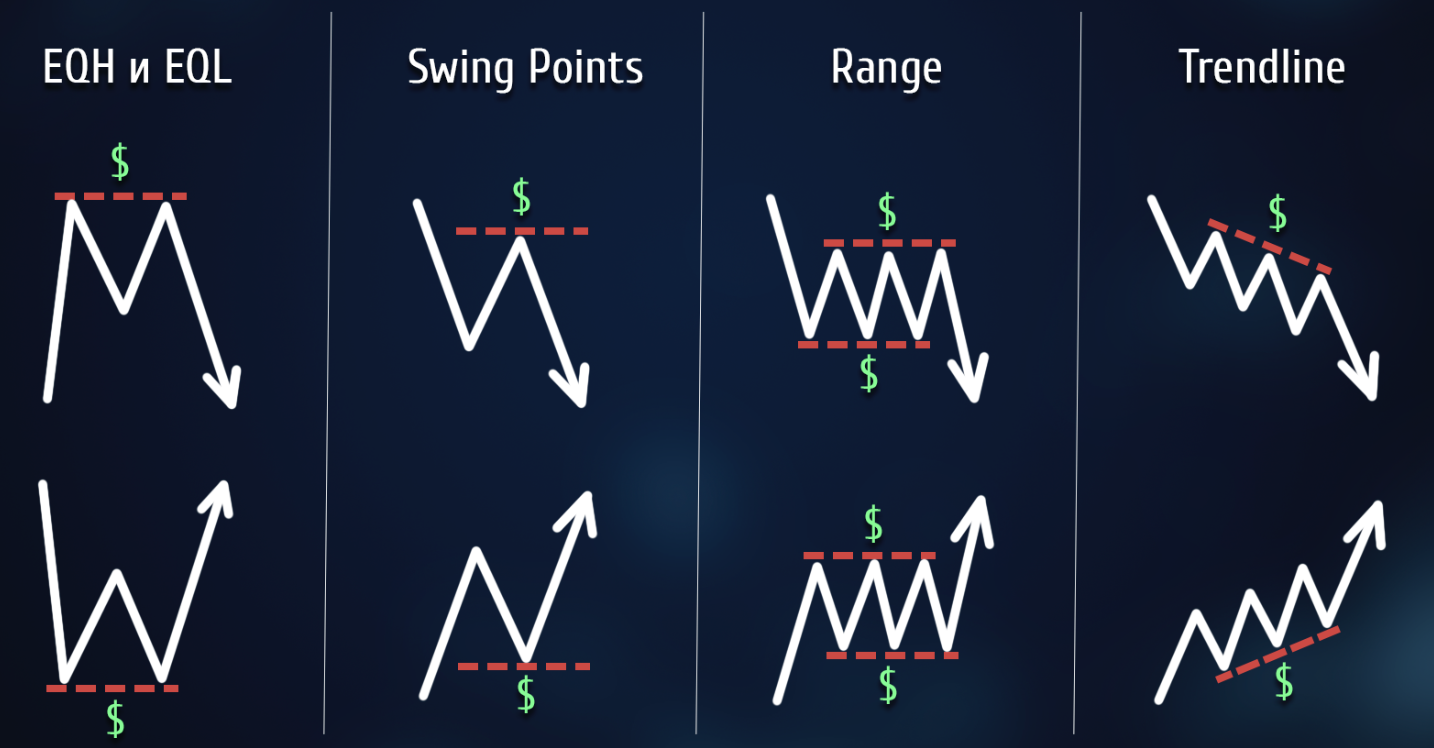 EQH и EQL
Swing Points
Range
Trendline
$
$
$
$
$
$
$
$
$
$